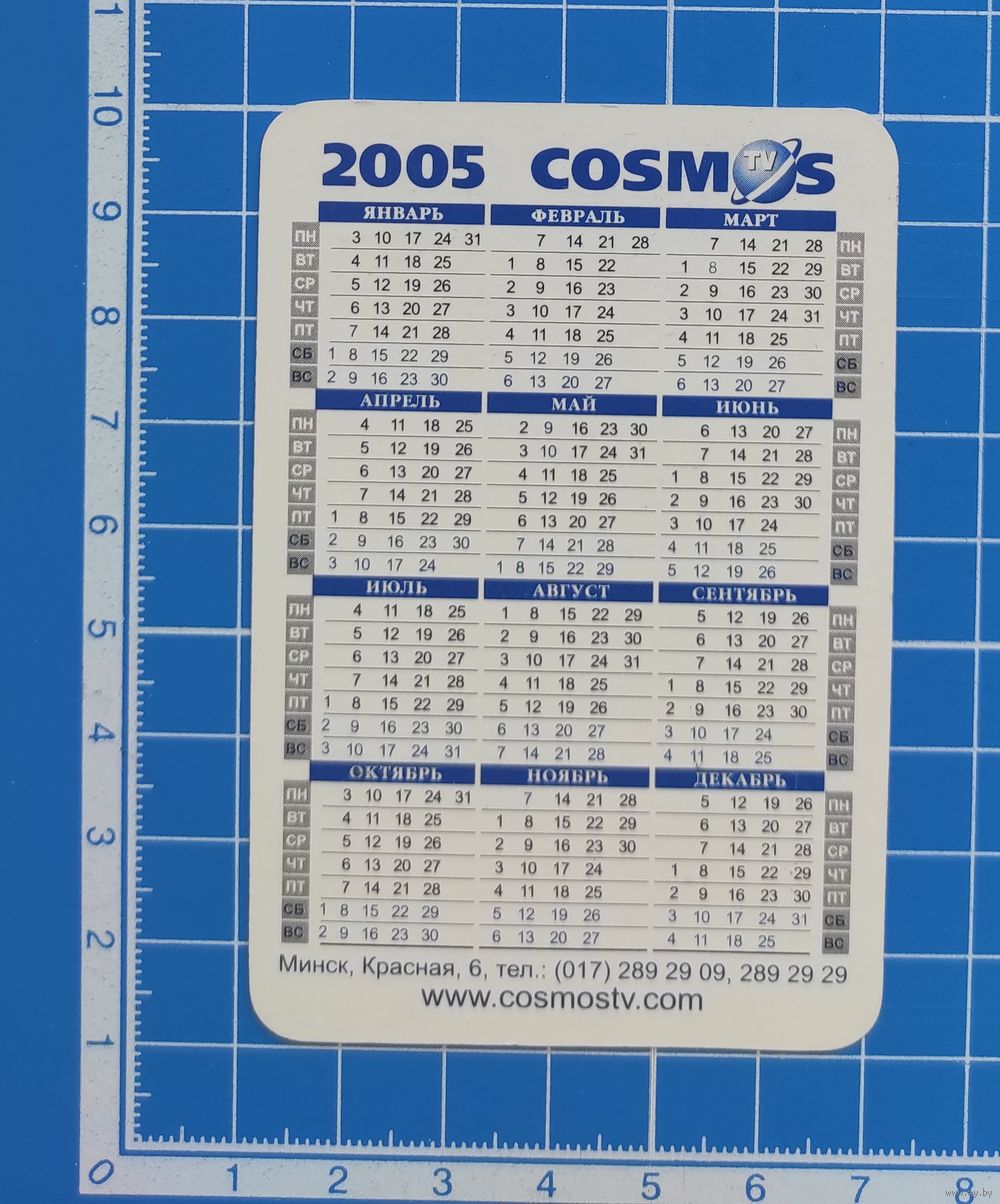 2005 COSMOS
TV
ЯНВАРЬ ФЕВРАЛЬ МАРТ
ПН 3 10 17 24 31 7 14 21 28 7 14 21 28 ПН
ВТ 4 11 18 25 1 8 15 22 1 8 15 22 29 ВТ
СР 5 12 19 26 2 9 16 23 2 9 16 23 30 СР
ЧТ 6 13 20 27 3 10 17 24 3 10 17 24 31 ЧТ
ПТ 7 14 21 28 4 11 18 25 4 11 18 25 ПТ
СБ 1 8 15 22 29 5 12 19 26 5 12 19 26 СБ
ВС 2 9 16 23 30 6 13 20 27 6 13 20 27 ВС
АПРЕЛЬ МАЙ ИЮНЬ
ПН 4 11 18 25 2 9 16 23 30 6 13 20 27 ПН
ВТ 5 12 19 26 3 10 17 24 31 7 14 21 28 ВТ
СР 6 13 20 27 4 11 18 25 1 8 15 22 29 СР
ЧТ 7 14 21 28 5 12 19 26 2 9 16 23 30 ЧТ
ПТ 1 8 15 22 29 6 13 20 27 3 10 17 24 ПТ
СБ 2 9 16 23 30 7 14 21 28 4 11 18 25 СБ
ВС 3 10 17 24 1 8 15 22 29 5 12 19 26 ВС
ИЮЛЬ АВГУСТ СЕНТЯБРЬ
ПН 4 11 18 25 1 8 15 22 29 5 12 19 26 ПН
ВТ 5 12 19 26 2 9 16 23 30 6 13 20 27 ВТ
СР 6 13 20 27 3 10 17 24 31 7 14 21 28 СР
ЧТ 7 14 21 28 4 11 18 25 1 8 15 22 29 ЧТ
ПТ 1 8 15 22 29 5 12 19 26 2 9 16 23 30 ПТ
СБ 2 9 16 23 30 6 13 20 27 3 10 17 24 СБ
ВС 3 10 17 24 31 7 14 21 28 4 11 18 25 ВС
ОКТЯБРЬ НОЯБРЬ ДЕКАБРЬ
ПН 3 10 17 24 31 7 14 21 28 5 12 19 26 ПН
ВТ 4 11 18 25 1 8 15 22 29 6 13 20 27 ВТ
СР 5 12 19 26 2 9 16 23 30 7 14 21 28 СР
ЧТ 6 13 20 27 3 10 17 24 1 8 15 22 29 ЧТ
ПТ 7 14 21 28 4 11 18 25 2 9 16 23 30 ПТ
СБ 1 8 15 22 29 5 12 19 26 3 10 17 24 31 СБ
ВС 2 9 16 23 30 6 13 20 27 4 11 18 25 ВС
Минск, Красная, 6, тел.: (017) 289 29 09, 289 29 29
www.cosmostv.com
11
10
9
8
7
6
5
4
3
2
1
0 1 2 3 4 5 6 7 8
www.ay.by